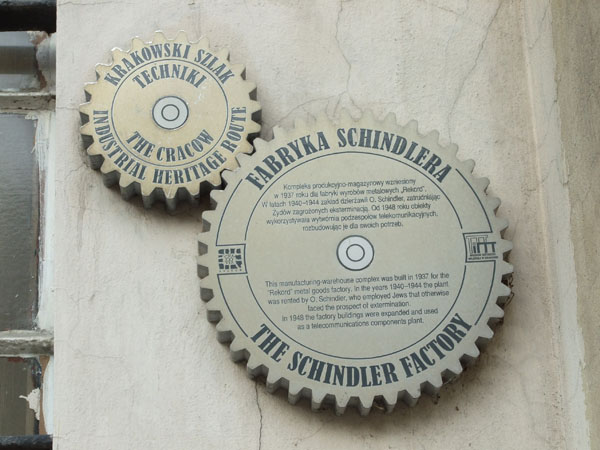 KRAKOWSKI SZLAK
TECHNIKI
THE CRACOW
INDUSTRIAL HERITAGE ROUTE
FABRYKA SCHINDLERA
Kompleks produkcyjno-magazynowy wzniesiony
w 1937 roku dla fabryki wyrobów metalowych „Rekord”.
W latach 1940–1944 zakład dzierżawił O. Schindler, zatrudniając
Żydów zagrożonych eksterminacją. Od 1948 roku obiekty
wykorzystywała wytwórnia podzespołów telekomunikacyjnych,
rozbudowując je dla swoich potrzeb.
This manufacturing-warehouse complex was built in 1937 for the
"Rekord" metal goods factory. In the years 1940–1944 the plant
was rented by O. Schindler, who employed Jews that otherwise
faced the prospect of extermination.
In 1948 the factory buildings were expanded and used
as a telecommunications components plant.
THE SCHINDLER FACTORY